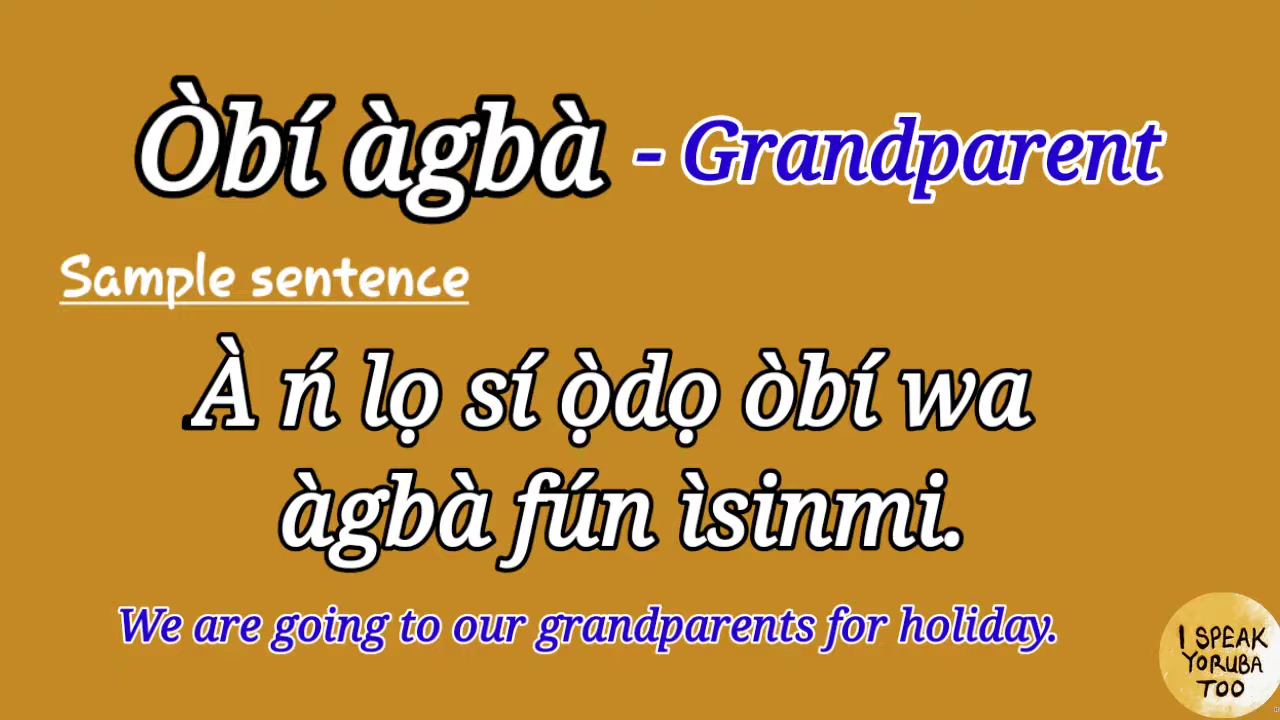 Òbí àgbà - Grandparent
Sample sentence
À ń lọ sí ọ̀dọ òbí wa
àgbà fún ìsinmi.
We are going to our grandparents for holiday.
I SPEAK
YORUBA
TOO